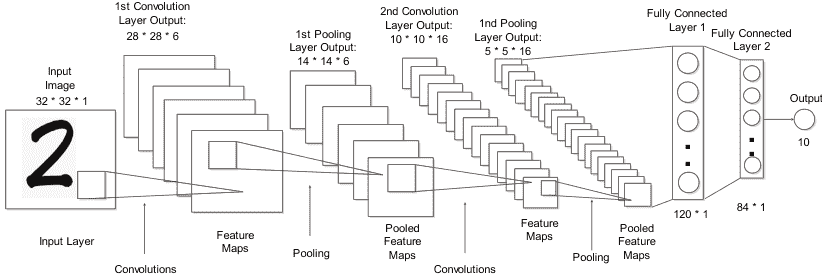 1st Convolution
Layer Output:
28 * 28 * 6
1st Pooling
Layer Output:
14 * 14 * 6
2nd Convolution
Layer Output:
10 * 10 * 16
1nd Pooling
Layer Output:
5 * 5 * 16
Fully Connected
Layer 1
Fully Connected
Layer 2
Input
Image
32 * 32 * 1
2
Output
10
120 * 1
84 * 1
Input Layer
Convolutions
Feature
Maps
Pooling
Pooled
Feature
Maps
Convolutions
Feature
Maps
Pooling
Pooled
Feature
Maps